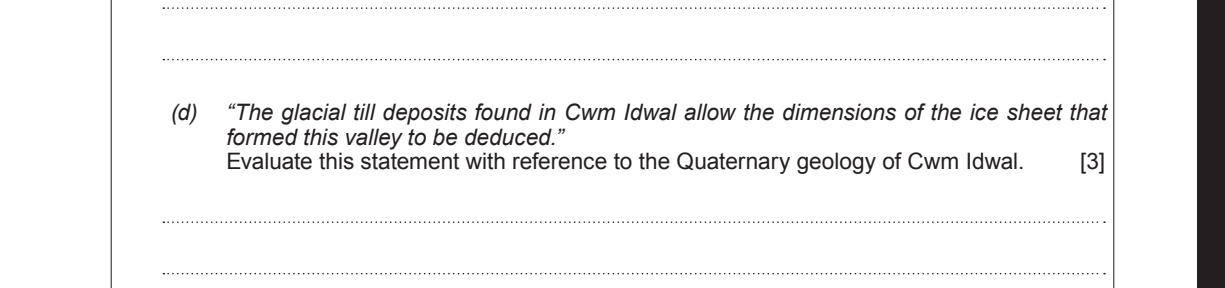 (d) “The glacial till deposits found in Cwm Idwal allow the dimensions of the ice sheet that
formed this valley to be deduced.”
Evaluate this statement with reference to the Quaternary geology of Cwm Idwal. [3]